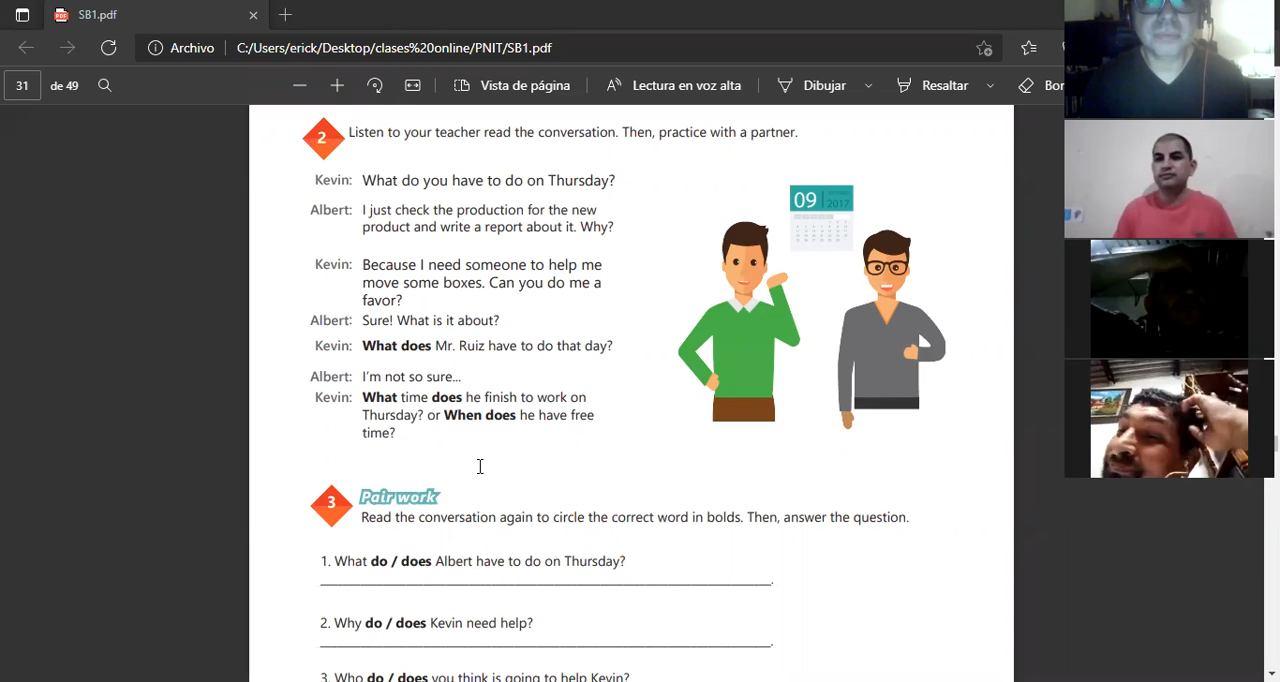 SB1.pdf
Archivo
C:/Users/erick/Desktop/clases%20online/PNIT/SB1.pdf
31 de 49
Vista de página
Lectura en voz alta
Dibujar
Resaltar
Bor
2 Listen to your teacher read the conversation. Then, practice with a partner.
Kevin: What do you have to do on Thursday?
Albert: I just check the production for the new
product and write a report about it. Why?
Kevin: Because I need someone to help me
move some boxes. Can you do me a
favor?
Albert: Sure! What is it about?
Kevin: What does Mr. Ruiz have to do that day?
Albert: I'm not so sure...
Kevin: What time does he finish to work on
Thursday? or When does he have free
time?
09
2017
3 Pair work
Read the conversation again to circle the correct word in bolds. Then, answer the question.
1. What do / does Albert have to do on Thursday?
2. Why do / does Kevin need help?
3. Who do / does you think is going to help Kevin?